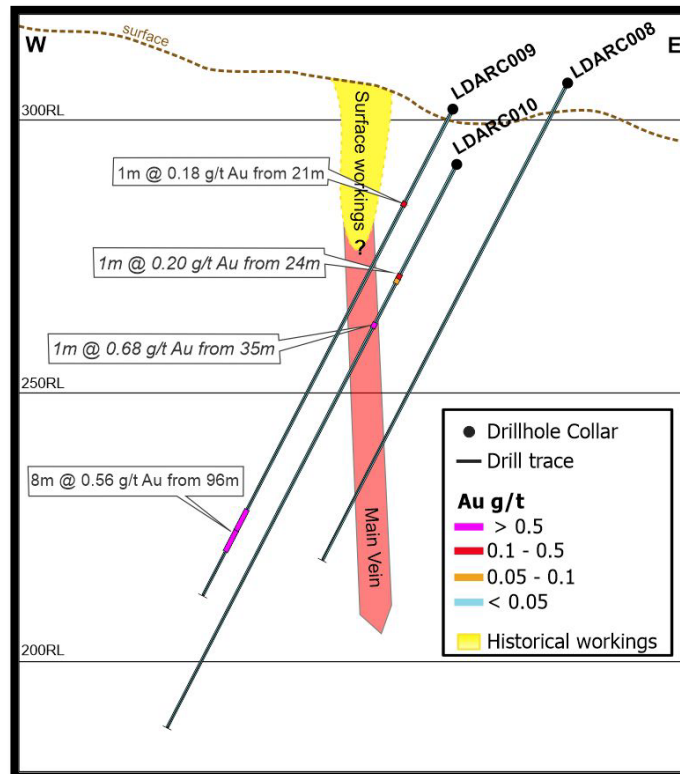 surface
W
E
LDARC009
LDARC008
LDARC010
300RL
Surface workings
?
1m @ 0.18 g/t Au from 21m
1m @ 0.20 g/t Au from 24m
1m @ 0.68 g/t Au from 35m
250RL
8m @ 0.56 g/t Au from 96m
Main Vein
200RL
Drillhole Collar
Drill trace
Au g/t
> 0.5
0.1 - 0.5
0.05 - 0.1
< 0.05
Historical workings